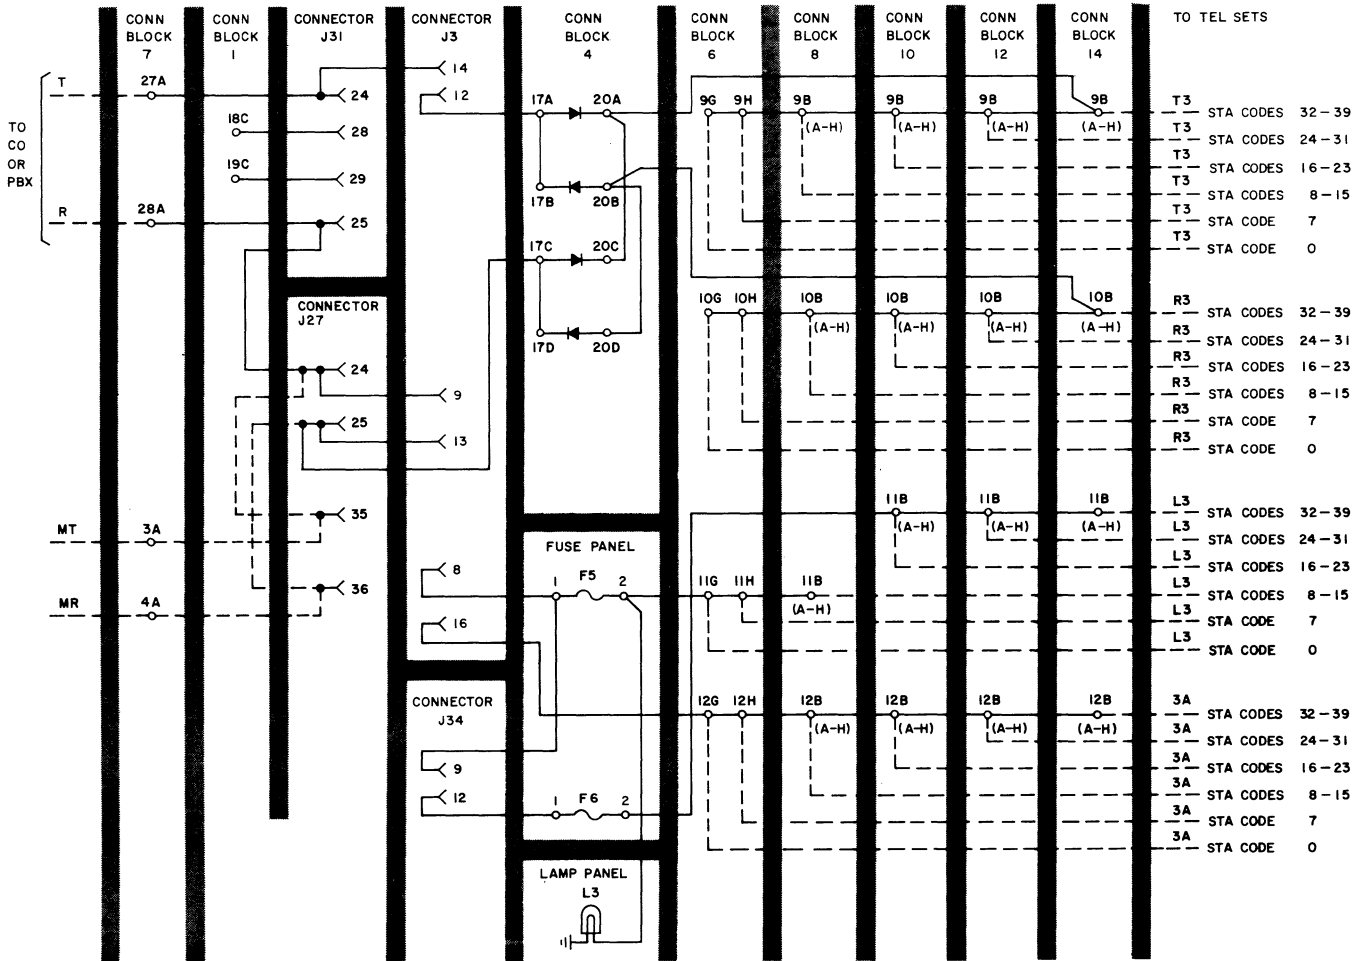 CONN BLOCK 7
CONN BLOCK 1
CONNECTOR J31
CONNECTOR J3
CONN BLOCK 4
CONN BLOCK 6
CONN BLOCK 8
CONN BLOCK 10
CONN BLOCK 12
CONN BLOCK 14
TO TEL SETS
TO CO OR PBX
T
27A
24
14
12
18C
28
19C
29
R
28A
25
17A
20A
17B
20B
17C
20C
17D
20D
9G
9H
9B
9B
9B
9B
(A-H)
(A-H)
(A-H)
(A-H)
T3 STA CODES 32-39
T3 STA CODES 24-31
T3 STA CODES 16-23
T3 STA CODES 8-15
T3 STA CODE 7
T3 STA CODE 0
CONNECTOR J27
24
9
25
13
10G
10H
10B
10B
10B
10B
(A-H)
(A-H)
(A-H)
(A-H)
R3 STA CODES 32-39
R3 STA CODES 24-31
R3 STA CODES 16-23
R3 STA CODES 8-15
R3 STA CODE 7
R3 STA CODE 0
MT
3A
35
MR
4A
36
8
16
FUSE PANEL
1
F5
2
11B
11B
11B
(A-H)
(A-H)
(A-H)
11G
11H
11B
(A-H)
L3 STA CODES 32-39
L3 STA CODES 24-31
L3 STA CODES 16-23
L3 STA CODES 8-15
L3 STA CODE 7
L3 STA CODE 0
CONNECTOR J34
9
12
1
F6
2
12G
12H
12B
12B
12B
12B
(A-H)
(A-H)
(A-H)
(A-H)
3A STA CODES 32-39
3A STA CODES 24-31
3A STA CODES 16-23
3A STA CODES 8-15
3A STA CODE 7
3A STA CODE 0
LAMP PANEL
L3